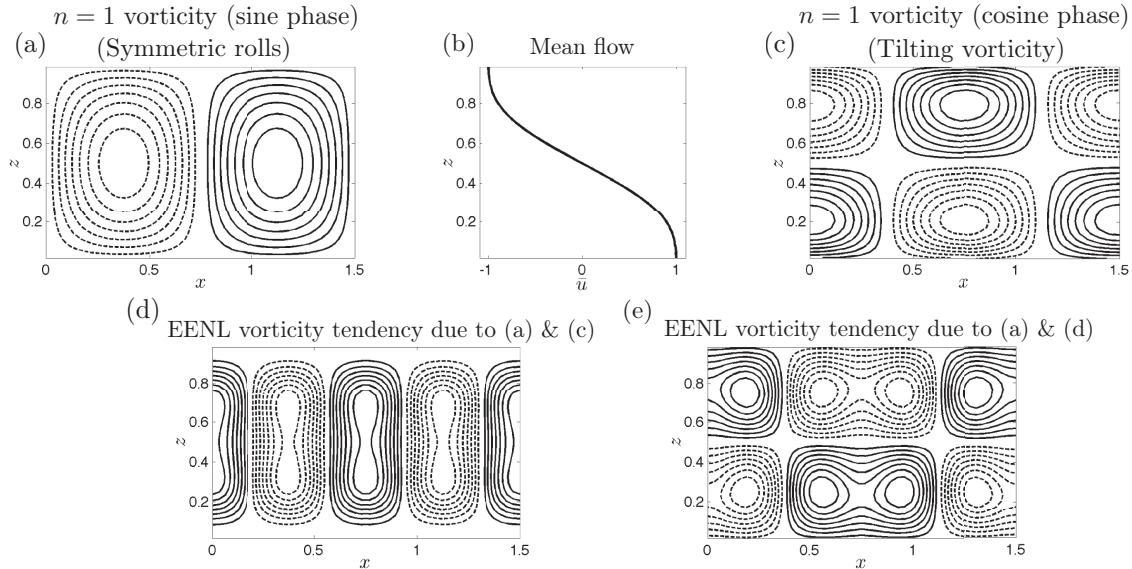 n = 1 vorticity (sine phase)
(a) (Symmetric rolls)
(b) Mean flow
n = 1 vorticity (cosine phase)
(c) (Tilting vorticity)
z
0.8
0.6
0.4
0.2
0 0.5 1 1.5
x
z
0.8
0.6
0.4
0.2
-1 0 1
ū
z
0.8
0.6
0.4
0.2
0 0.5 1 1.5
x
(d) EENL vorticity tendency due to (a) & (c)
z
0.8
0.6
0.4
0.2
0 0.5 1 1.5
x
(e) EENL vorticity tendency due to (a) & (d)
z
0.8
0.6
0.4
0.2
0 0.5 1 1.5
x